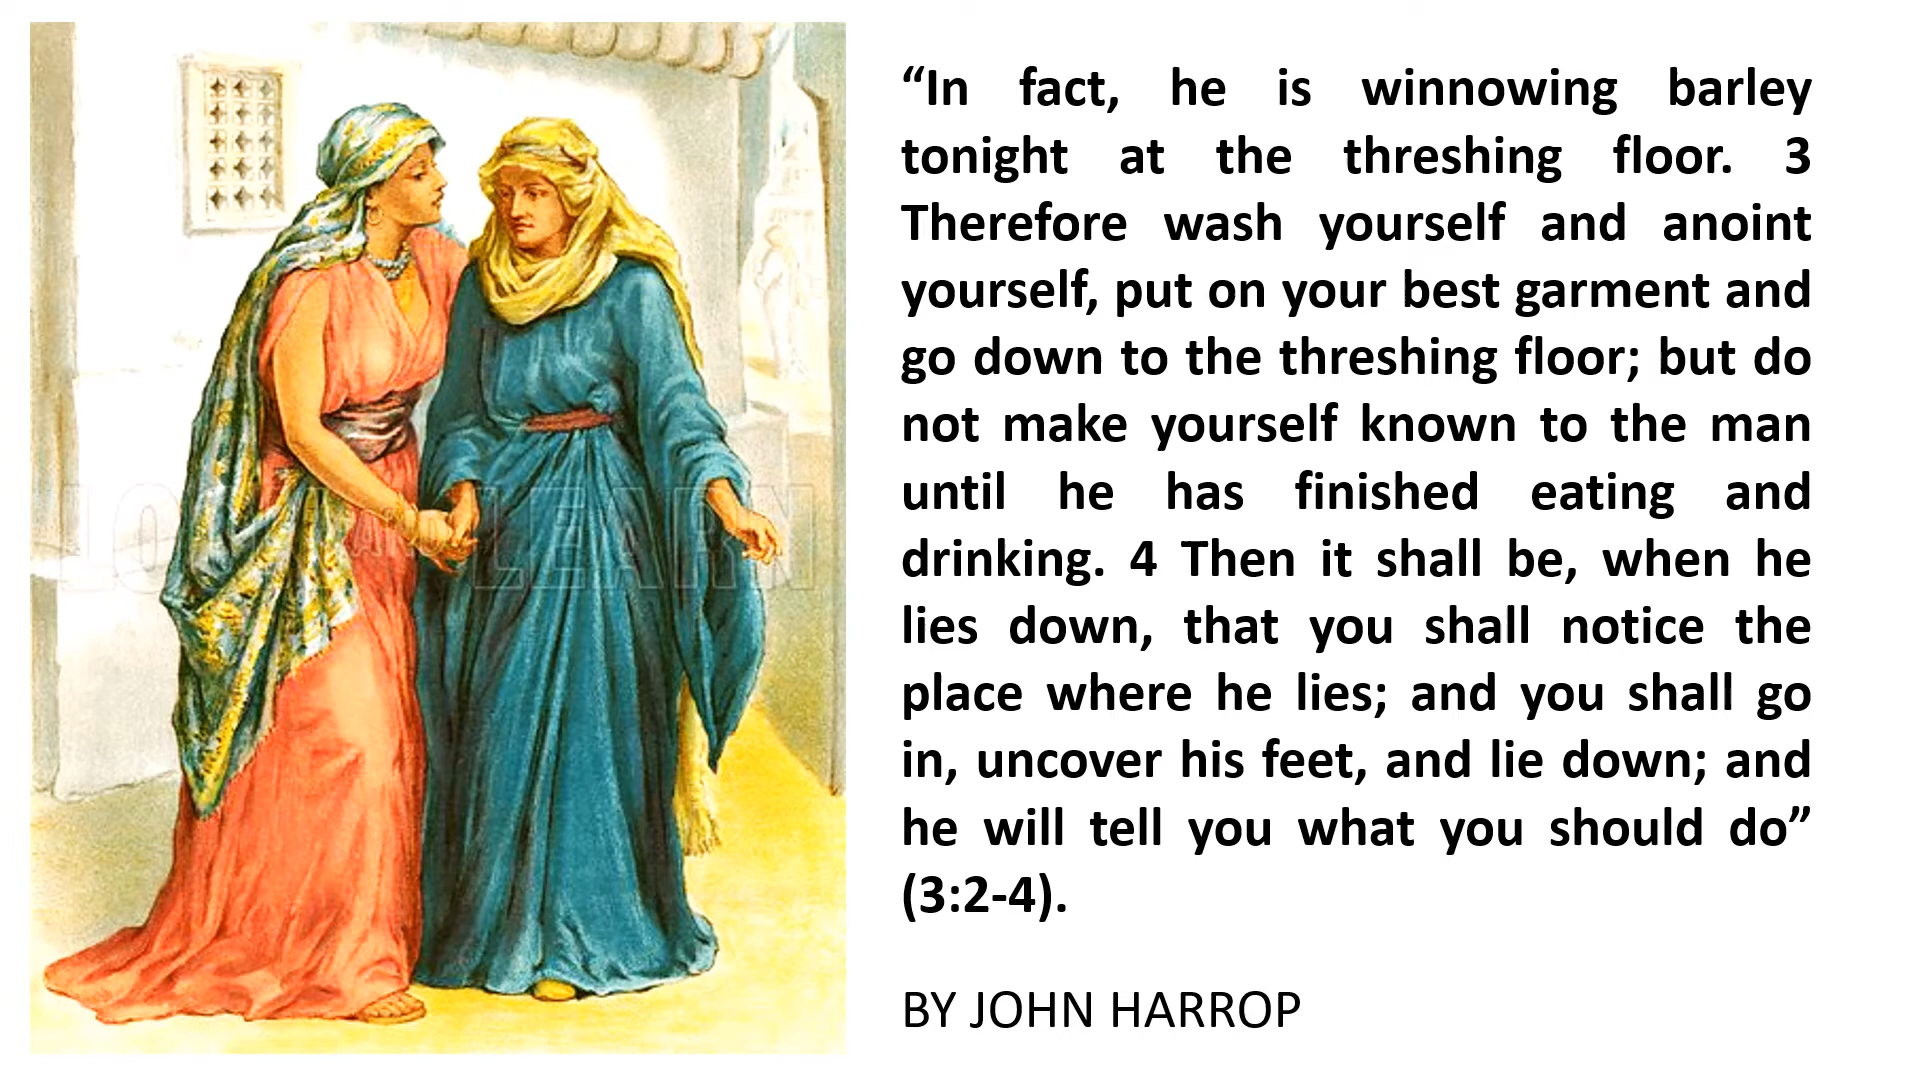 “In fact, he is winnowing barley
tonight at the threshing floor. 3
Therefore wash yourself and anoint
yourself, put on your best garment and
go down to the threshing floor; but do
not make yourself known to the man
until he has finished eating and
drinking. 4 Then it shall be, when he
lies down, that you shall notice the
place where he lies; and you shall go
in, uncover his feet, and lie down; and
he will tell you what you should do”
(3:2-4).
BY JOHN HARROP
LOOK AND LEARN